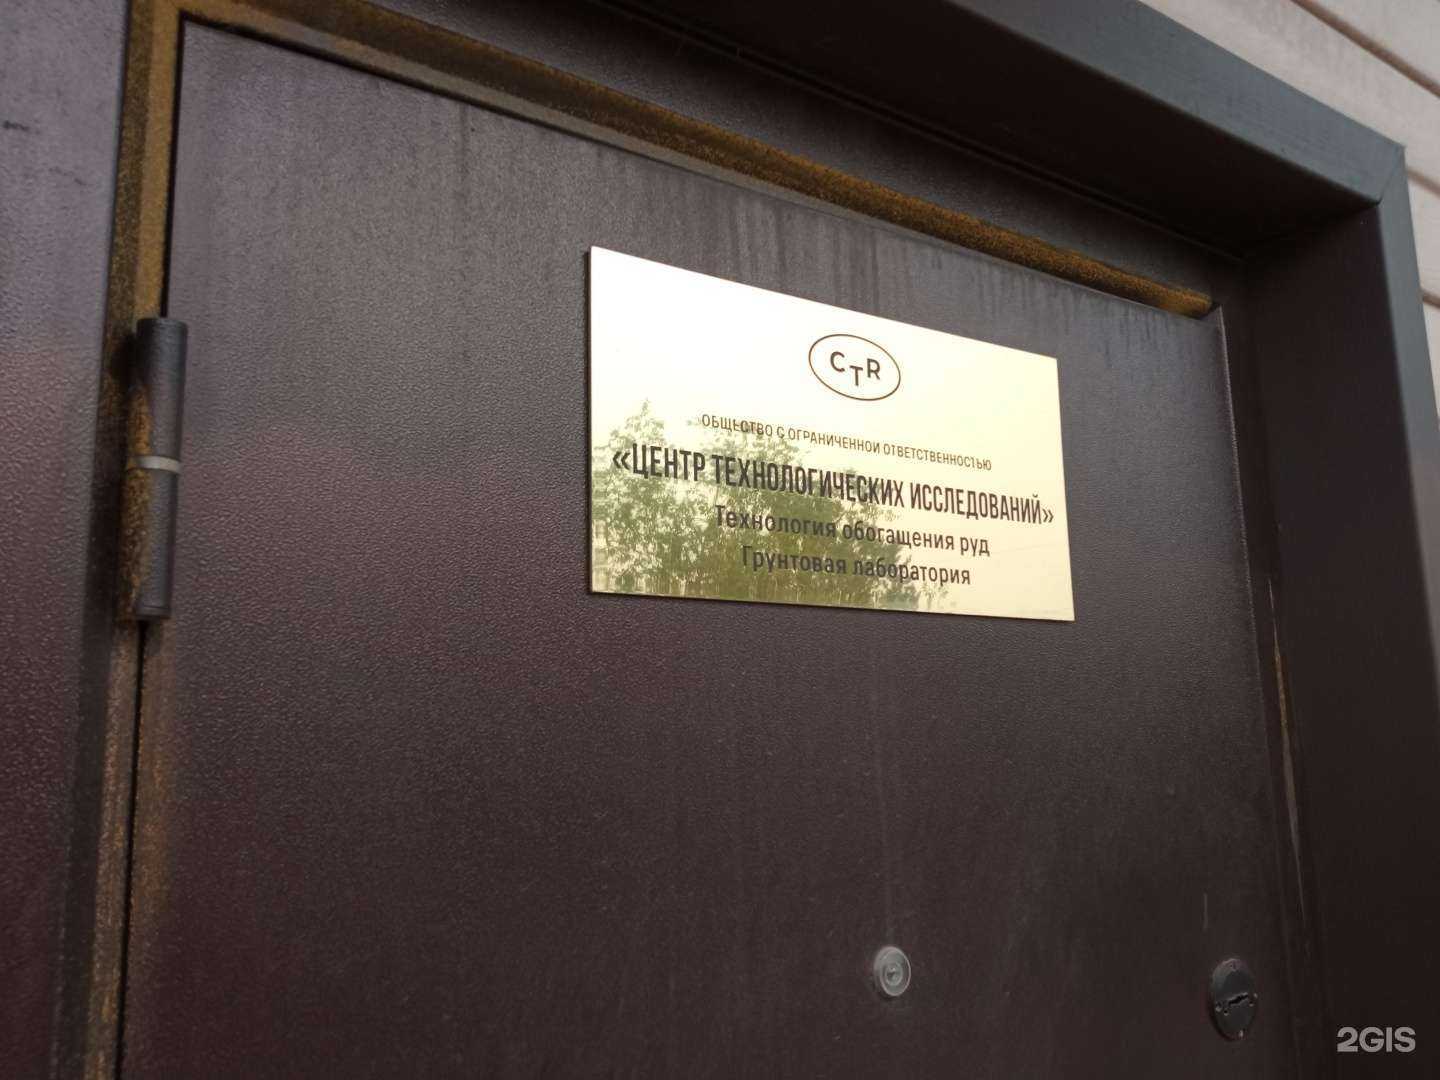 CTR
ОБЩЕСТВО С ОГРАНИЧЕННОЙ ОТВЕТСТВЕННОСТЬЮ
«ЦЕНТР ТЕХНОЛОГИЧЕСКИХ ИССЛЕДОВАНИЙ»
Технология обогащения руд
Грунтовая лаборатория
2GIS